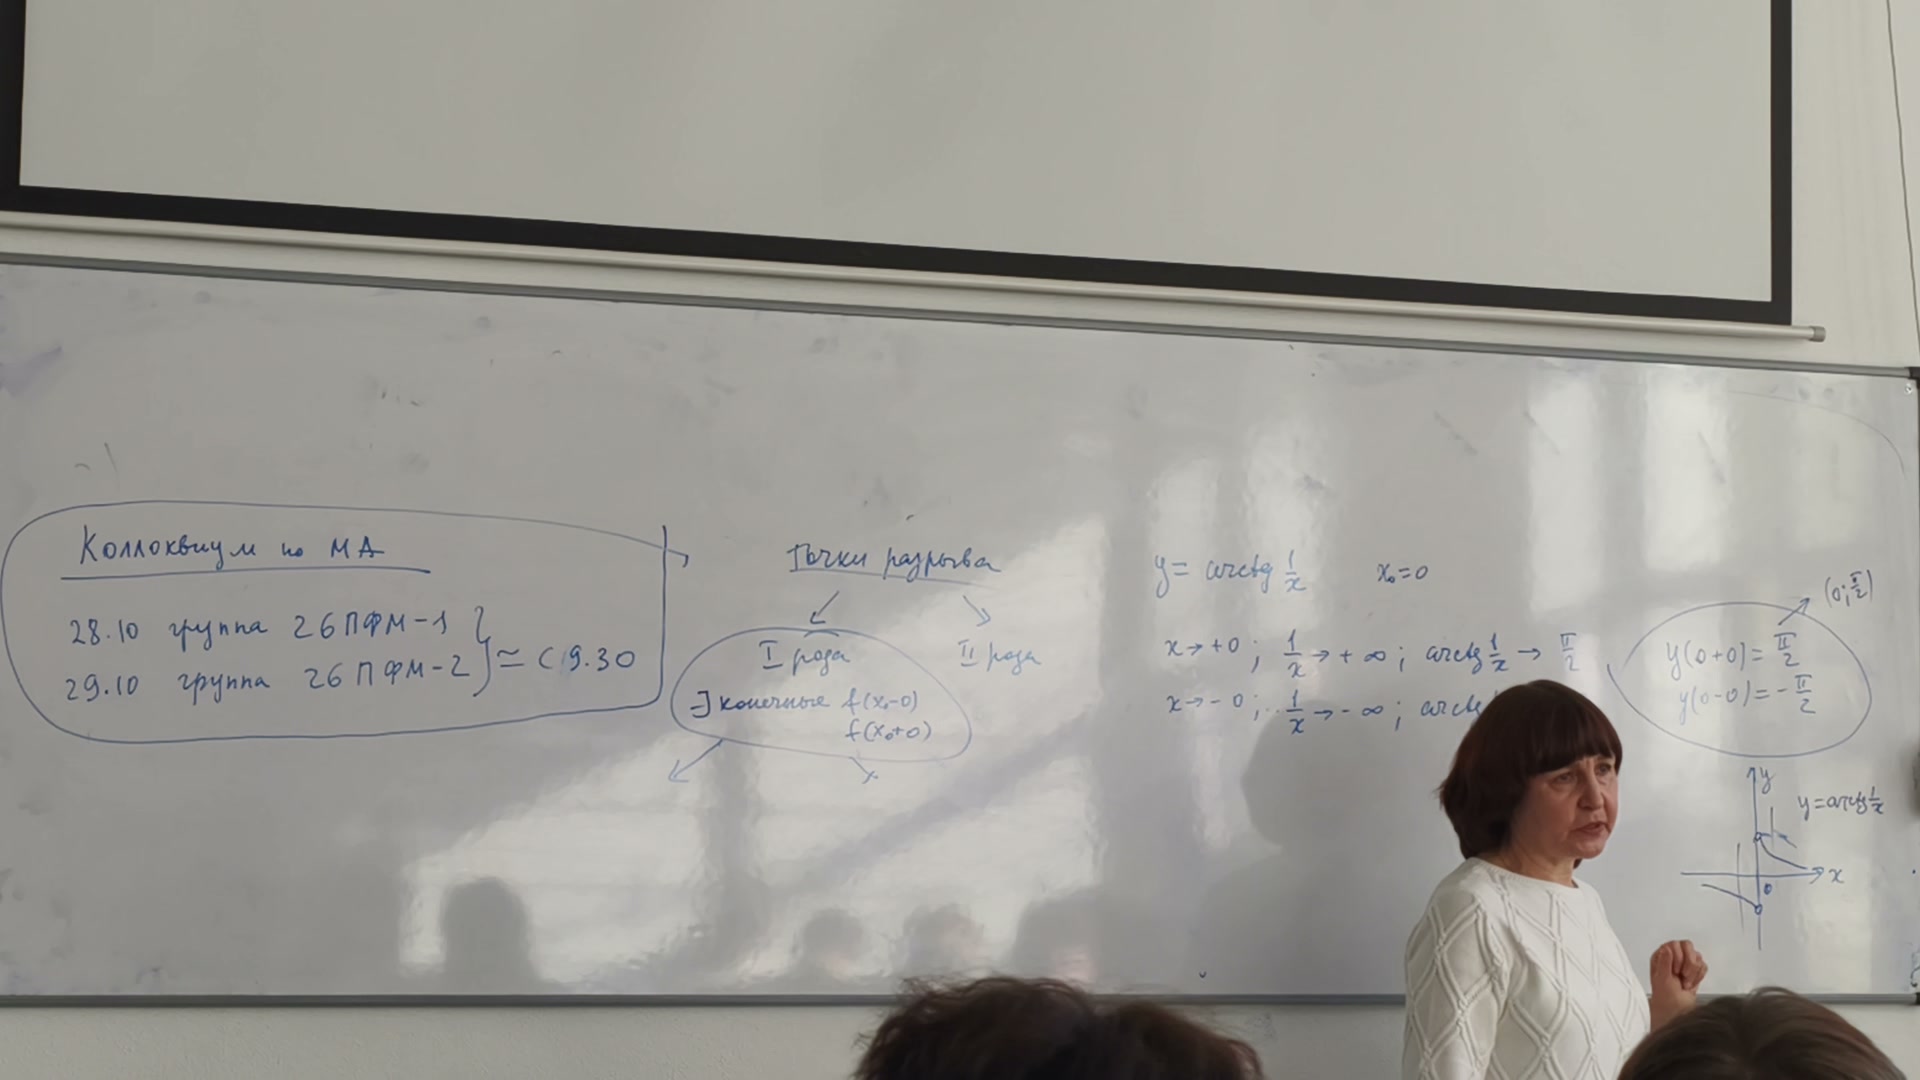 Коллоквиум по МА
28.10 группа 26ПФМ-1
29.10 группа 26ПФМ-2
≃ с 9.30
Точки разрыва
I рода
II рода
∃ конечные f(x₀-0)
f(x₀+0)
y = arctg 1/x    x₀=0
x→+0; 1/x→+∞; arctg 1/x → π/2
x→-0; 1/x→-∞; arctg
(0; π/2)
y(0+0) = π/2
y(0-0) = -π/2
y
y=arctg 1/x
x
0